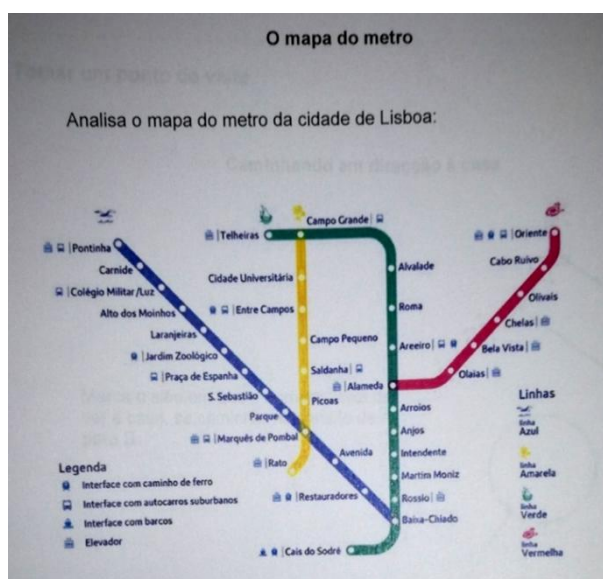 O mapa do metro
Analisa o mapa do metro da cidade de Lisboa:
Campo Grande
Telheiras
Oriente
Pontinha
Carnide
Colégio Militar/Luz
Alto dos Moinhos
Laranjeiras
Jardim Zoológico
Praça de Espanha
S. Sebastião
Parque
Marquês de Pombal
Avenida
Restauradores
Baixa-Chiado
Cidade Universitária
Entre Campos
Campo Pequeno
Saldanha
Picoas
Rato
Alvalade
Roma
Areeiro
Alameda
Arroios
Anjos
Intendente
Martim Moniz
Rossio
Cais do Sodré
Cabo Ruivo
Olivais
Chelas
Bela Vista
Olaias
Linhas
linha
Azul
linha
Amarela
linha
Verde
linha
Vermelha
Legenda
Interface com caminho de ferro
Interface com autocarros suburbanos
Interface com barcos
Elevador